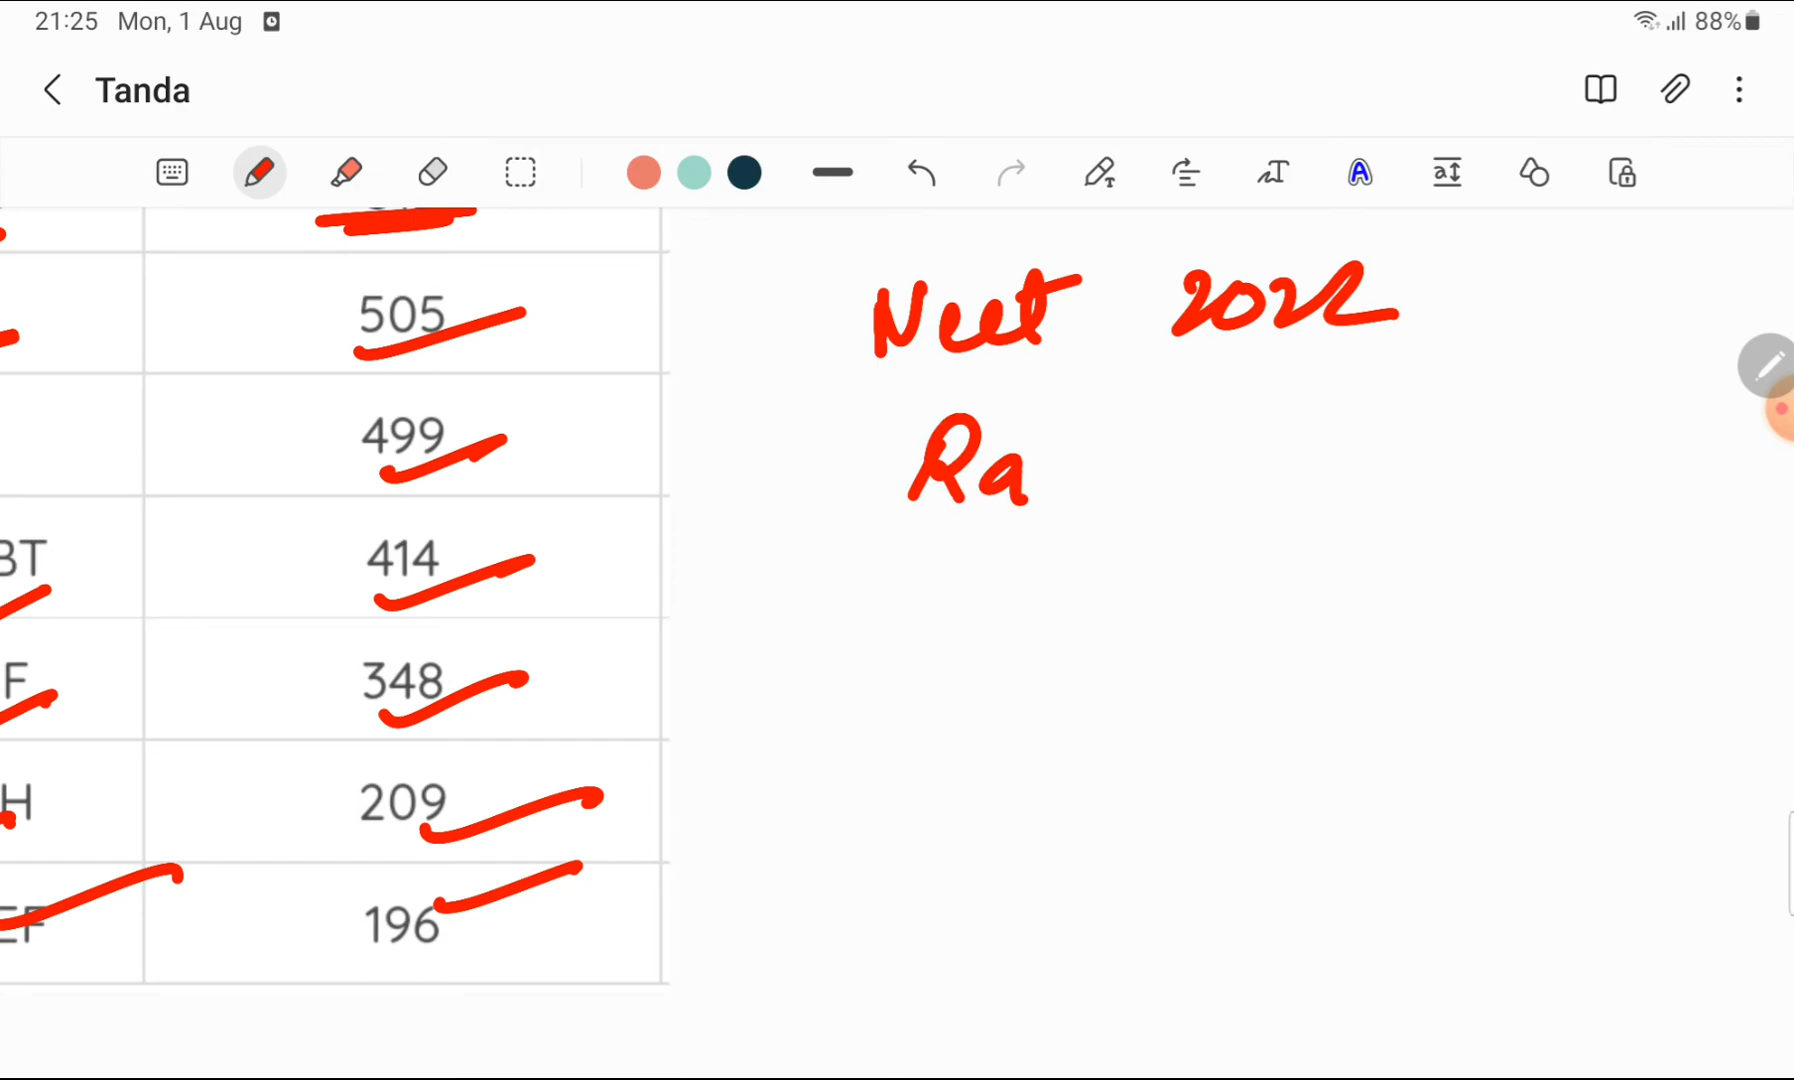 21:25 Mon, 1 Aug 88%
Tanda
505
499
BT 414
F 348
H 209
EF 196
Neet 2022
Ra